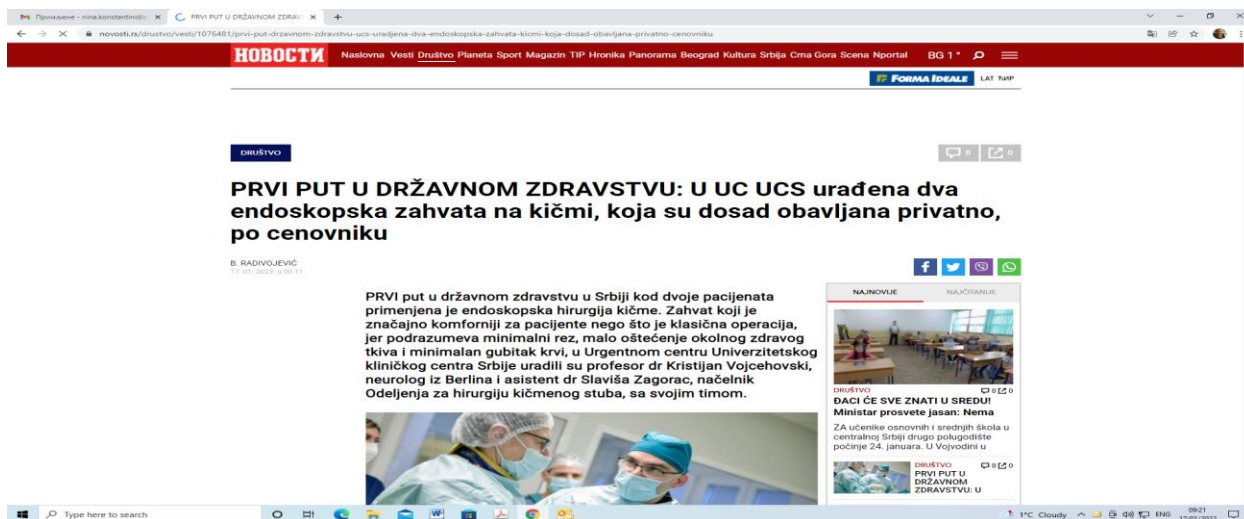 PRVI PUT U DRŽAVNOM ZDRAV
novosti.rs/drustvo/vesti/1076481/prvi-put-drzavnom-zdravstvu-ucs-uradjena-dva-endoskopska-zahvata-kicmi-koja-dosad-obavljana-privatno-cenovniku
НОВОСТИ
Naslovna Vesti Društvo Planeta Sport Magazin TIP Hronika Panorama Beograd Kultura Srbija Crna Gora Scena Nportal BG 1°
FORMA IDEALE LAT ЋИР
DRUŠTVO
0 0
PRVI PUT U DRŽAVNOM ZDRAVSTVU: U UC UCS urađena dva
endoskopska zahvata na kičmi, koja su dosad obavljana privatno,
po cenovniku
B. RADIVOJEVIĆ
17. 01. 2022. u 09:11
PRVI put u državnom zdravstvu u Srbiji kod dvoje pacijenata
primenjena je endoskopska hirurgija kičme. Zahvat koji je
značajno komforniji za pacijente nego što je klasična operacija,
jer podrazumeva minimalni rez, malo oštećenje okolnog zdravog
tkiva i minimalan gubitak krvi, u Urgentnom centru Univerzitetskog
kliničkog centra Srbije uradili su profesor dr Kristijan Vojcehovski,
neurolog iz Berlina i asistent dr Slaviša Zagorac, načelnik
Odeljenja za hirurgiju kičmenog stuba, sa svojim timom.
NAJNOVIJE NAJČITANIJE
DRUŠTVO 0 0
ĐACI ĆE SVE ZNATI U SREDU!
Ministar prosvete jasan: Nema
ZA učenike osnovnih i srednjih škola u
centralnoj Srbiji drugo polugodište
počinje 24. januara. U Vojvodini u
DRUŠTVO 0 0
PRVI PUT U
DRŽAVNOM
ZDRAVSTVU: U
Type here to search
1°C Cloudy ENG 09:21
17/01/2022